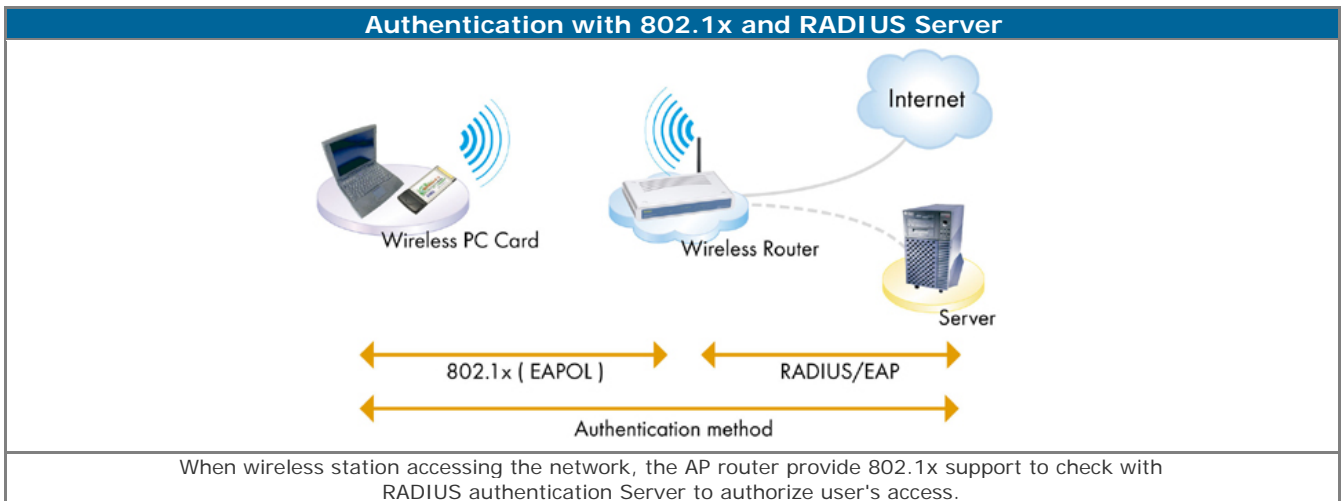 Authentication with 802.1x and RADIUS Server
Internet
Wireless PC Card
Wireless Router
Server
802.1x ( EAPOL )
RADIUS/EAP
Authentication method
When wireless station accessing the network, the AP router provide 802.1x support to check with
RADIUS authentication Server to authorize user's access.